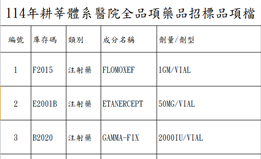 114年耕莘體系醫院全品項藥品招標品項檔
編號 庫存碼 類別 成分名稱 劑量/劑型
1 F2015 注射藥 FLOMOXEF 1GM/VIAL
2 E2001B 注射藥 ETANERCEPT 50MG/VIAL
3 B2020 注射藥 GAMMA-FIX 2000IU/VIAL